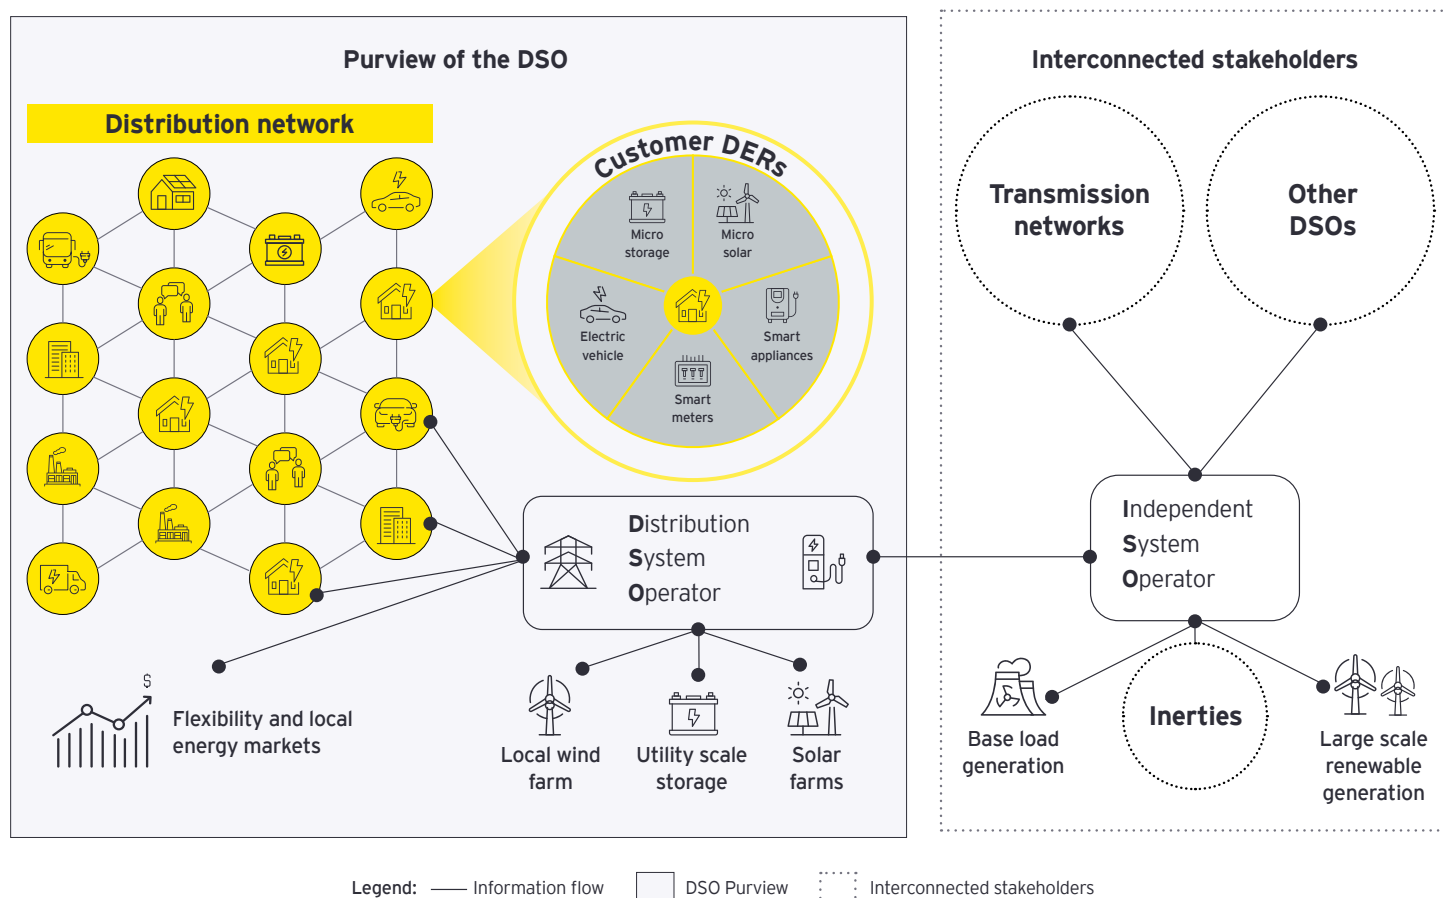 Purview of the DSO
Distribution network
Customer DERs
Micro
storage
Micro
solar
Electric
vehicle
Smart
appliances
Smart
meters
Distribution
System
Operator
$
Flexibility and local
energy markets
Local wind
farm
Utility scale
storage
Solar
farms
Interconnected stakeholders
Transmission
networks
Other
DSOs
Independent
System
Operator
Base load
generation
Inerties
Large scale
renewable
generation
Legend: Information flow DSO Purview Interconnected stakeholders